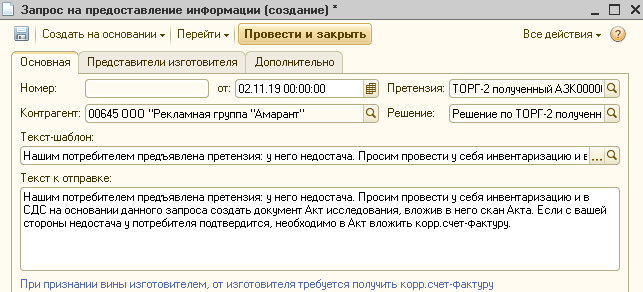 Запрос на предоставление информации (создание) *
Создать на основании Перейти Провести и закрыть Все действия
Основная Представители изготовителя Дополнительно
Номер: от: 02.11.19 00:00:00 Претензия: ТОРГ-2 полученный АЗК0000
Контрагент: 00645 ООО "Рекламная группа "Амарант" Решение: Решение по ТОРГ-2 полученн
Текст-шаблон:
Нашим потребителем предъявлена претензия: у него недостача. Просим провести у себя инвентаризацию и в ...
Текст к отправке:
Нашим потребителем предъявлена претензия: у него недостача. Просим провести у себя инвентаризацию и в
СДС на основании данного запроса создать документ Акт исследования, вложив в него скан Акта. Если с вашей
стороны недостача у потребителя подтвердится, необходимо в Акт вложить корр.счет-фактуру.
При признании вины изготовителем, от изготовителя требуется получить корр.счет-фактуру